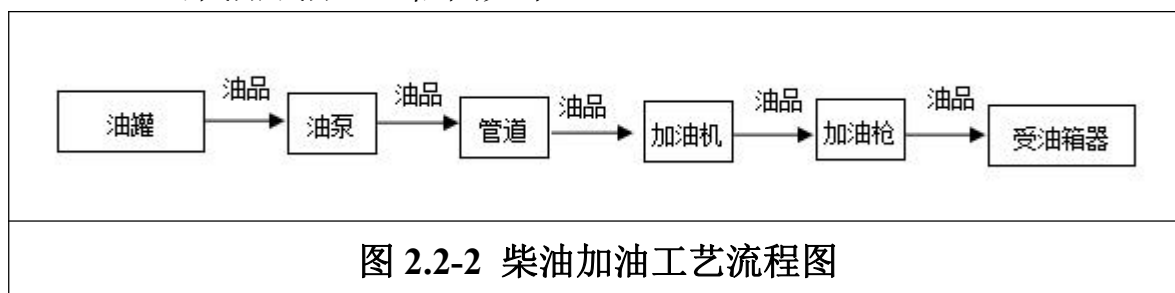 油品 油品 油品 油品 油品
油罐 油泵 管道 加油机 加油枪 受油箱器
图 2.2-2 柴油加油工艺流程图